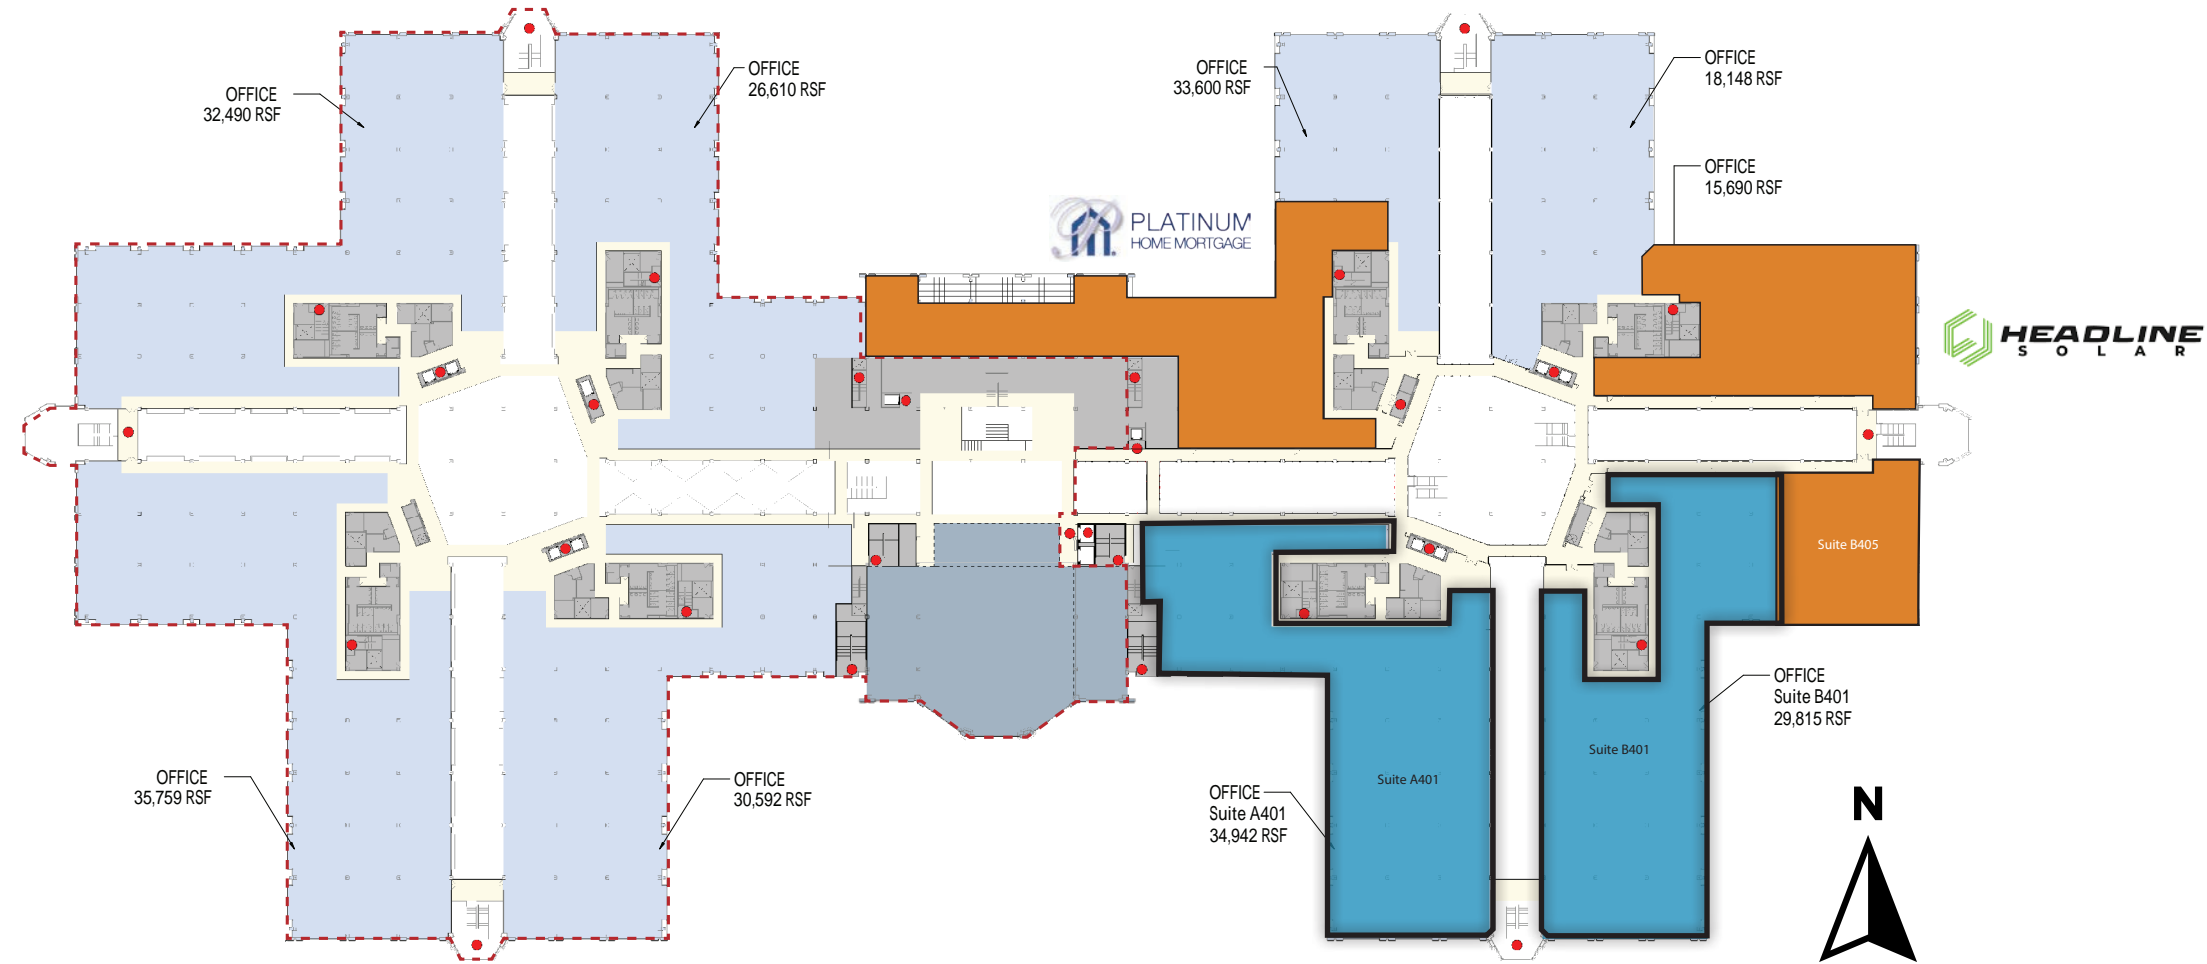 OFFICE
32,490 RSF
OFFICE
26,610 RSF
OFFICE
33,600 RSF
OFFICE
18,148 RSF
OFFICE
15,690 RSF
PLATINUM
HOME MORTGAGE
HEADLINE
SOLAR
Suite B405
OFFICE
Suite B401
29,815 RSF
Suite B401
Suite A401
OFFICE
35,759 RSF
OFFICE
30,592 RSF
OFFICE
Suite A401
34,942 RSF
N